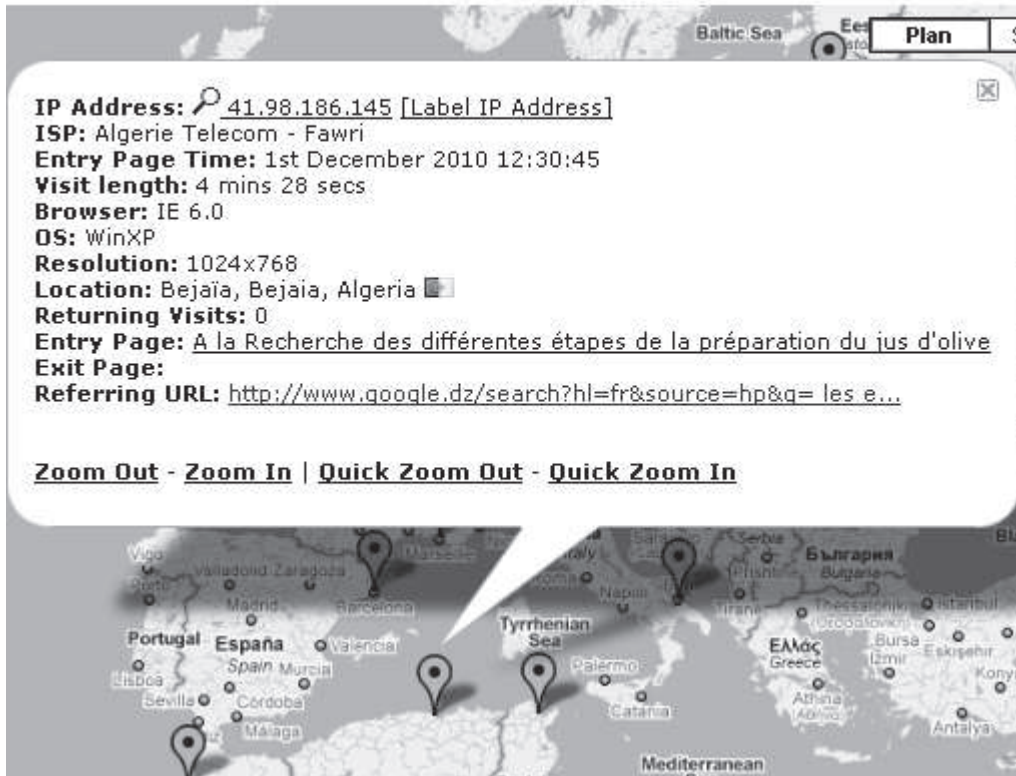 Baltic Sea
Plan
IP Address: 41.98.186.145 [Label IP Address]
ISP: Algerie Telecom - Fawri
Entry Page Time: 1st December 2010 12:30:45
Visit length: 4 mins 28 secs
Browser: IE 6.0
OS: WinXP
Resolution: 1024x768
Location: Bejaïa, Bejaia, Algeria
Returning Visits: 0
Entry Page: A la Recherche des différentes étapes de la préparation du jus d'olive
Exit Page:
Referring URL: http://www.google.dz/search?hl=fr&source=hp&q= les e...
Zoom Out - Zoom In | Quick Zoom Out - Quick Zoom In
Vigo
Marseille
Serbia
Porto
Valladolid Zaragoza
България
Bulgaria
Madrid
Barcelona
Napoli
Tirane
Thessaloniki
Istanbul
Portugal
España
Spain
Valencia
Tyrrhenian
Sea
Ελλάς
Greece
Bursa
Eskişehir
Lisboa
Murcia
Palermo
Izmir
Konya
Sevilla
Córdoba
Catania
Athina
(Αθήνα)
Málaga
Antalya
Mediterranean